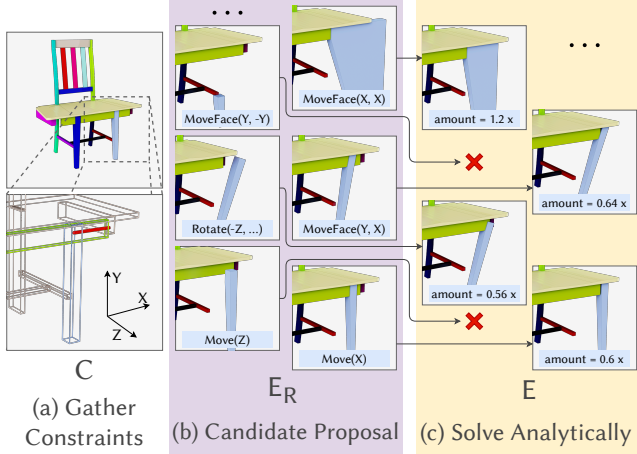 Y
X
Z
C
(a) Gather
Constraints
...
MoveFace(Y, -Y)
MoveFace(X, X)
Rotate(-Z, ...)
MoveFace(Y, X)
Move(Z)
Move(X)
E_R
(b) Candidate Proposal
...
amount = 1.2 x
amount = 0.64 x
amount = 0.56 x
amount = 0.6 x
E
(c) Solve Analytically